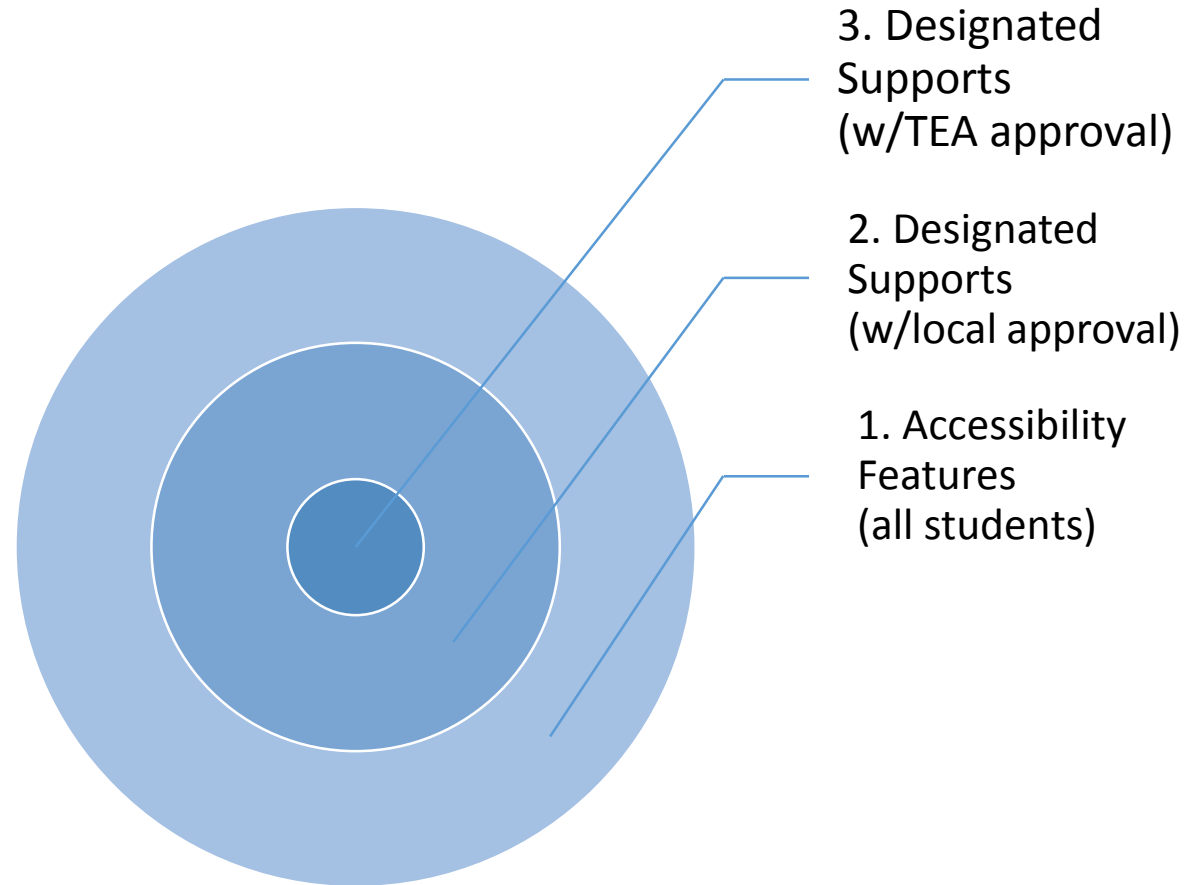 3. Designated
Supports
(w/TEA approval)
2. Designated
Supports
(w/local approval)
1. Accessibility
Features
(all students)